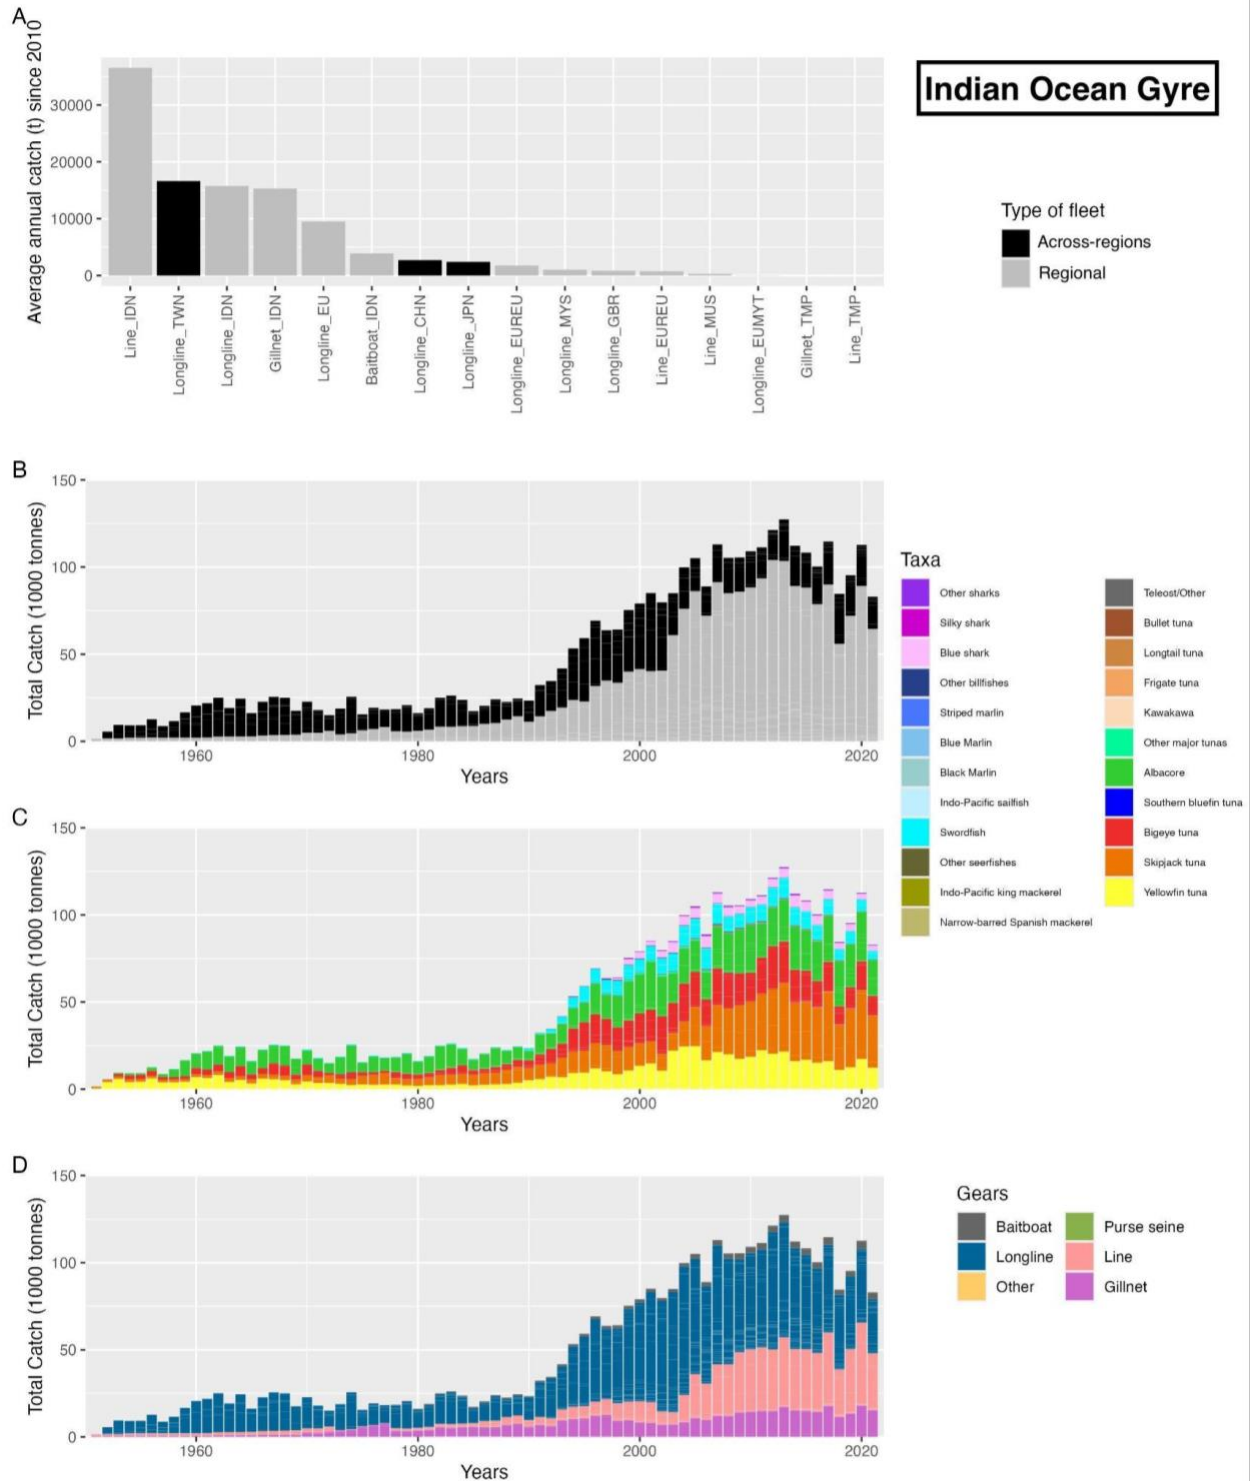 A
Average annual catch (t) since 2010
30000
20000
10000
0
Line_IDN
Longline_TWN
Longline_IDN
Gillnet_IDN
Longline_EU
Baitboat_IDN
Longline_CHN
Longline_JPN
Longline_EUREU
Longline_MYS
Longline_GBR
Line_EUREU
Line_MUS
Longline_EUMYT
Gillnet_TMP
Line_TMP
Indian Ocean Gyre
Type of fleet
Across-regions
Regional
B
Total Catch (1000 tonnes)
150
100
50
0
1960
1980
2000
2020
Years
Taxa
Other sharks
Silky shark
Blue shark
Other billfishes
Striped marlin
Blue Marlin
Black Marlin
Indo-Pacific sailfish
Swordfish
Other seerfishes
Indo-Pacific king mackerel
Narrow-barred Spanish mackerel
Teleost/Other
Bullet tuna
Longtail tuna
Frigate tuna
Kawakawa
Other major tunas
Albacore
Southern bluefin tuna
Bigeye tuna
Skipjack tuna
Yellowfin tuna
C
Total Catch (1000 tonnes)
150
100
50
0
1960
1980
2000
2020
Years
D
Total Catch (1000 tonnes)
150
100
50
0
1960
1980
2000
2020
Years
Gears
Baitboat
Longline
Other
Purse seine
Line
Gillnet